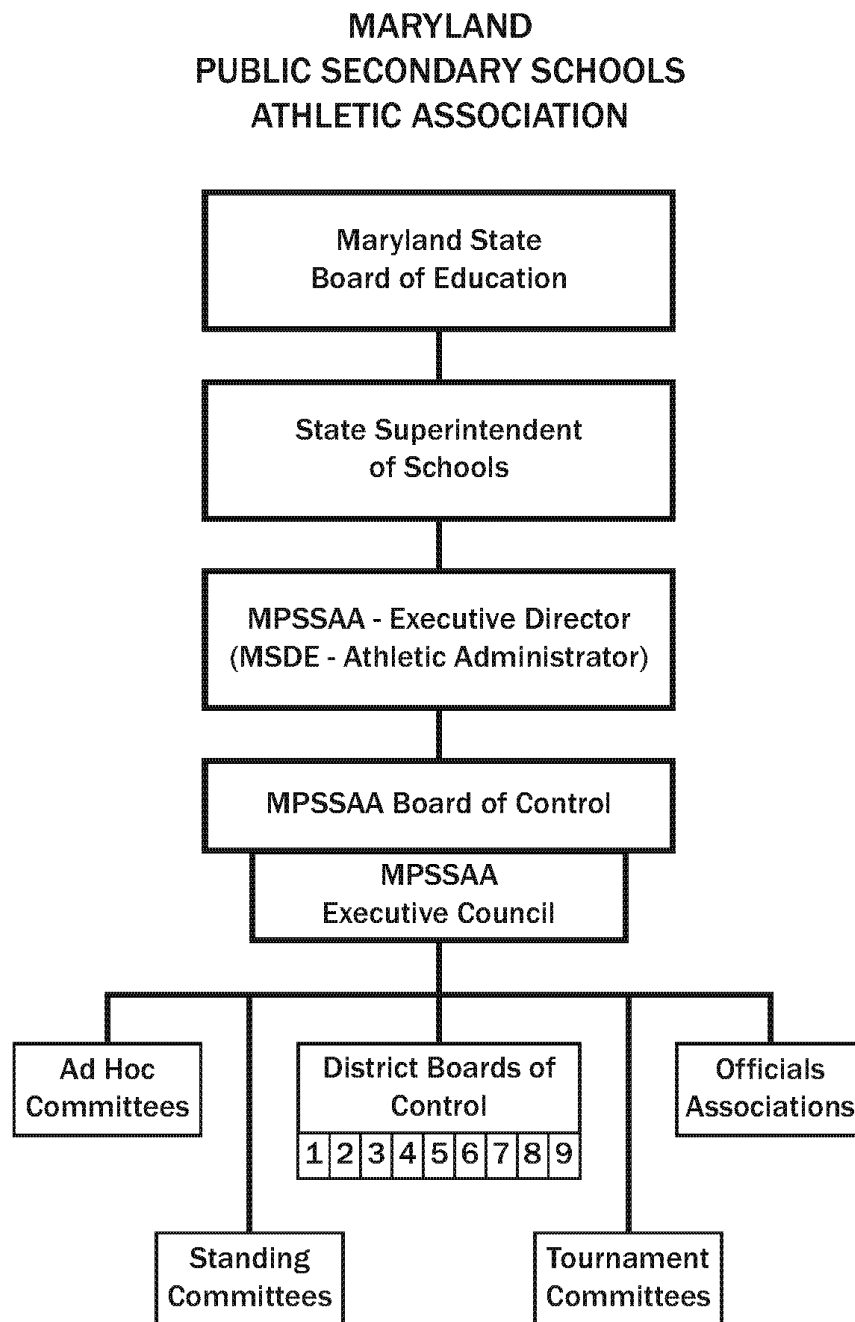 MARYLAND
PUBLIC SECONDARY SCHOOLS
ATHLETIC ASSOCIATION
Maryland State
Board of Education
State Superintendent
of Schools
MPSSAA - Executive Director
(MSDE - Athletic Administrator)
MPSSAA Board of Control
MPSSAA
Executive Council
Ad Hoc
Committees
District Boards of
Control
1 2 3 4 5 6 7 8 9
Officials
Associations
Standing
Committees
Tournament
Committees